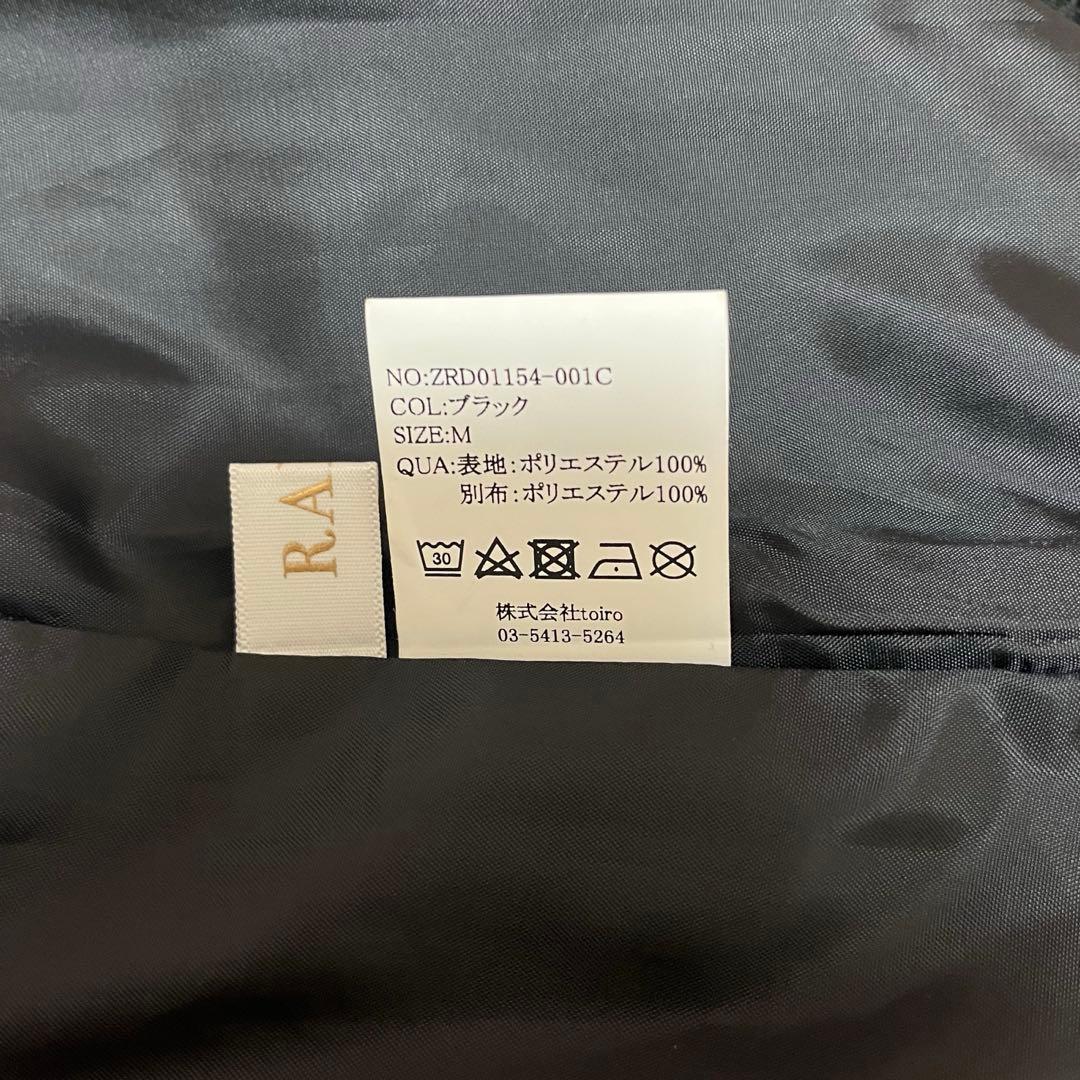 NO:ZRD01154-001C
COL:ブラック
SIZE:M
QUA:表地:ポリエステル100%
別布:ポリエステル100%
30
株式会社toiro
03-5413-5264
R.A